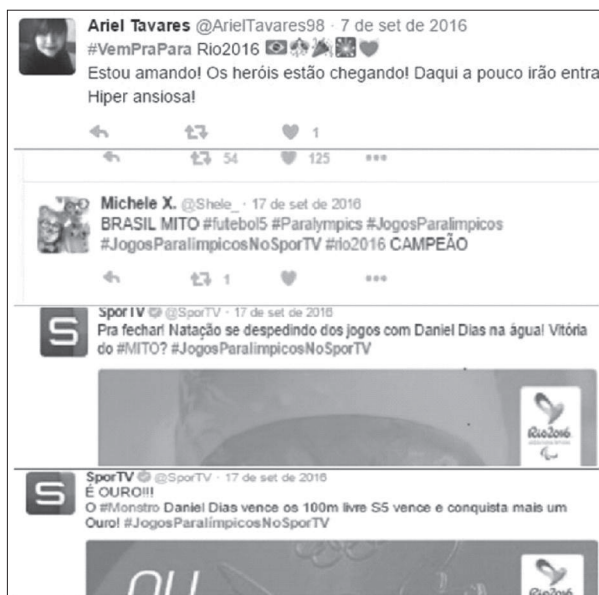 Ariel Tavares @ArielTavares98 · 7 de set de 2016
#VemPraPara Rio2016
Estou amando! Os heróis estão chegando! Daqui a pouco irão entra
Hiper ansiosa!
1
54 125
Michele X. @Shele_ · 17 de set de 2016
BRASIL MITO #futebol5 #Paralympics #JogosParalimpicos
#JogosParalimpicosNoSporTV #rio2016 CAMPEÃO
1
SporTV @SporTV · 17 de set de 2016
Pra fechar! Natação se despedindo dos jogos com Daniel Dias na água! Vitória
do #MITO? #JogosParalimpicosNoSporTV
S
Rio2016
SporTV @SporTV · 17 de set de 2016
É OURO!!!
O #Monstro Daniel Dias vence os 100m livre S5 vence e conquista mais um
Ouro! #JogosParalímpicosNoSporTV
S
OU
Rio2016